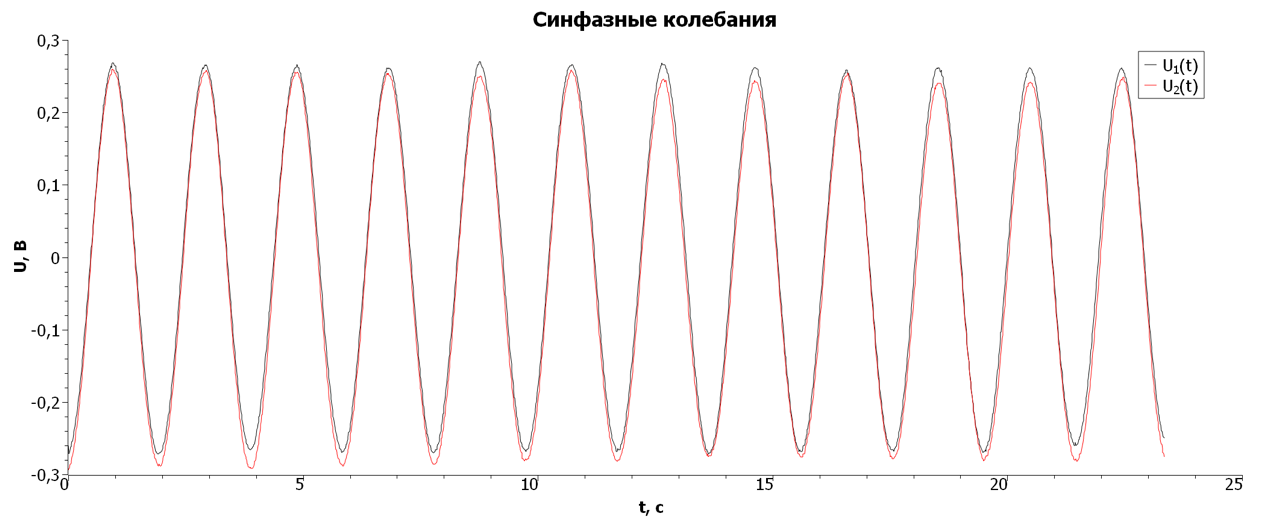 Синфазные колебания
0,3
0,2
0,1
0
-0,1
-0,2
-0,3
U, В
U₁(t)
U₂(t)
0 5 10 15 20 25
t, с